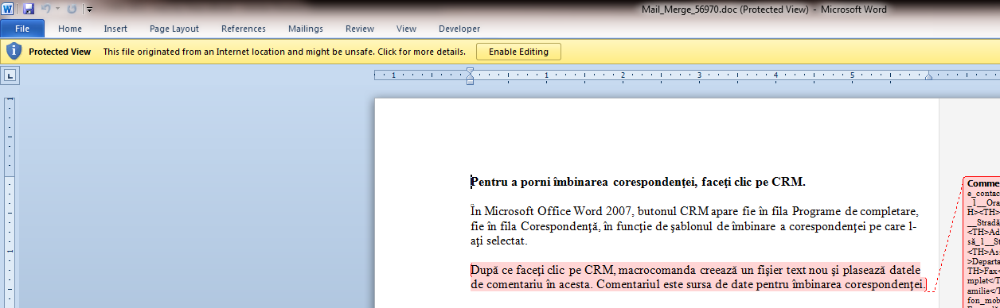 Mail_Merge_56970.doc (Protected View) - Microsoft Word
File Home Insert Page Layout References Mailings Review View Developer
Protected View This file originated from an Internet location and might be unsafe. Click for more details. Enable Editing
1 1 2 3 4 5
Pentru a porni îmbinarea corespondenţei, faceţi clic pe CRM.
În Microsoft Office Word 2007, butonul CRM apare fie în fila Programe de completare,
fie în fila Corespondenţă, în funcţie de şablonul de îmbinare a corespondenţei pe care l-
aţi selectat.
După ce faceţi clic pe CRM, macrocomanda creează un fişier text nou şi plasează datele
de comentariu în acesta. Comentariul este sursa de date pentru îmbinarea corespondenţei.
Comme
e_contac
_1__Ora
H><TH>
__Stradă
<TH>Ad
să_1__St
<TH>Ass
>Departa
TH>Fax<
mplet</T
amilie</T
fon_mob